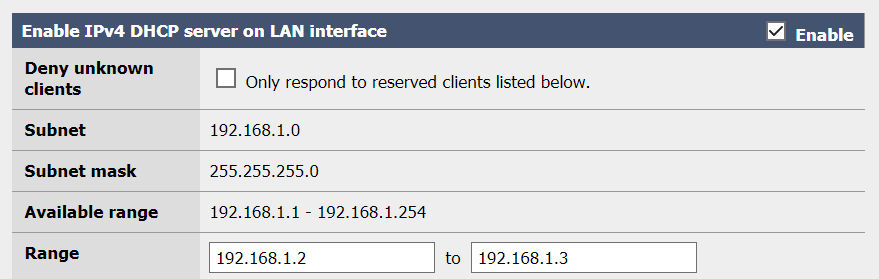 Enable IPv4 DHCP server on LAN interface Enable
Deny unknown
clients
Only respond to reserved clients listed below.
Subnet 192.168.1.0
Subnet mask 255.255.255.0
Available range 192.168.1.1 - 192.168.1.254
Range 192.168.1.2 to 192.168.1.3